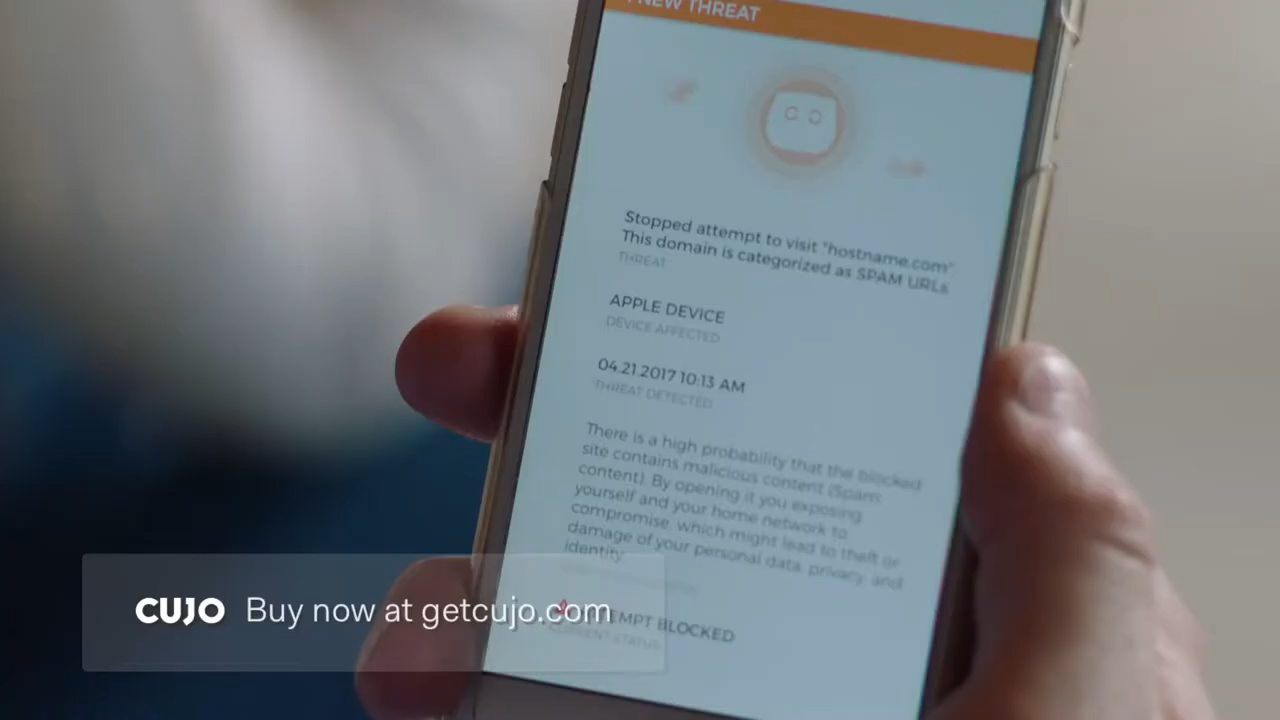 NEW THREAT
Stopped attempt to visit "hostname.com"
This domain is categorized as SPAM URLs
THREAT
APPLE DEVICE
DEVICE AFFECTED
04.21.2017 10:13 AM
THREAT DETECTED
There is a high probability that the blocked
site contains malicious content (Spam
content). By opening it you exposing
yourself and your home network to
compromise, which might lead to theft or
damage of your personal data, privacy, and
identity.
BLOCKED
CURRENT STATUS
CUJO Buy now at getcujo.com